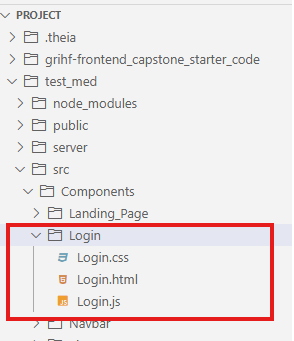 PROJECT
.theia
grihf-frontend_capstone_starter_code
test_med
node_modules
public
server
src
Components
Landing_Page
Login
Login.css
Login.html
JS Login.js
Navbar